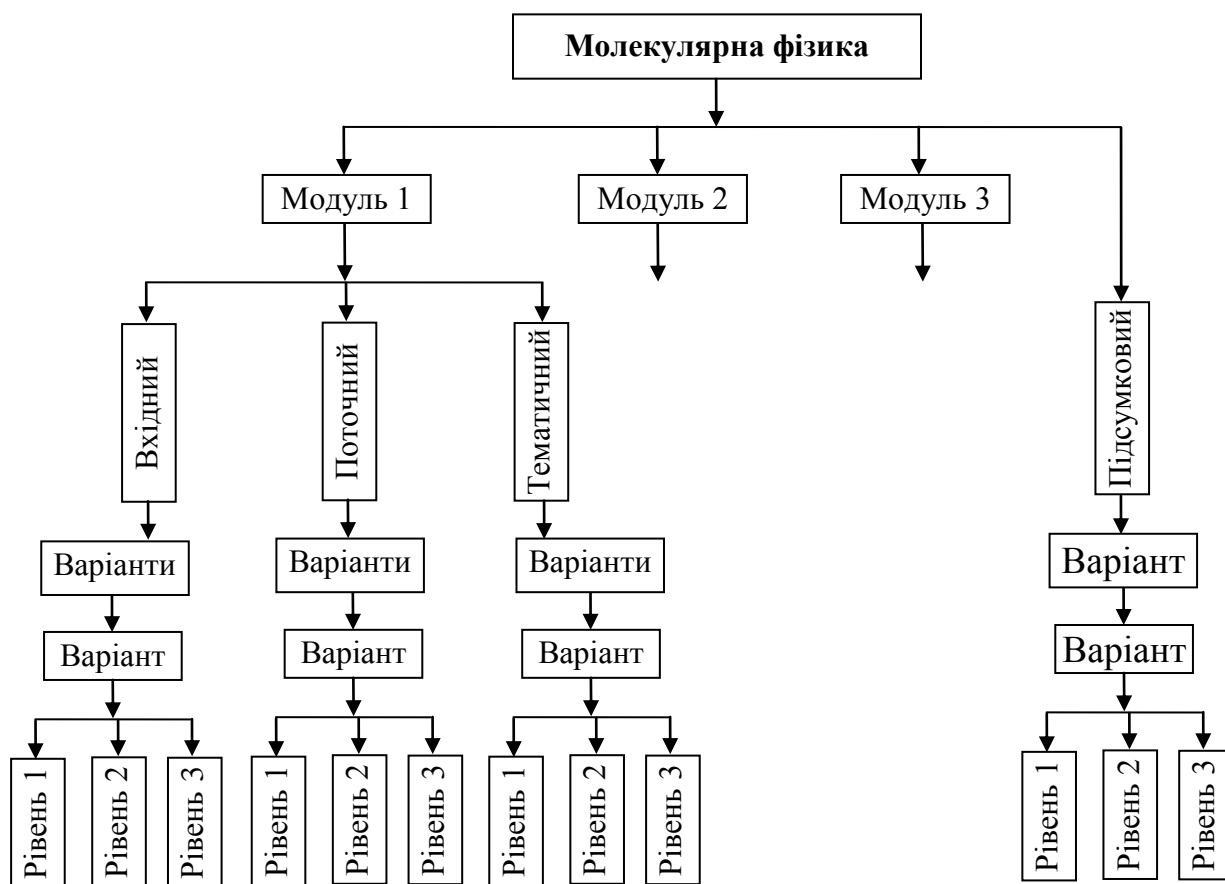 Молекулярна фізика
Модуль 1
Модуль 2
Модуль 3
Вхідний
Поточний
Тематичний
Підсумковий
Варіанти
Варіанти
Варіанти
Варіант
Варіант
Варіант
Варіант
Варіант
Рівень 1
Рівень 2
Рівень 3
Рівень 1
Рівень 2
Рівень 3
Рівень 1
Рівень 2
Рівень 3
Рівень 1
Рівень 2
Рівень 3